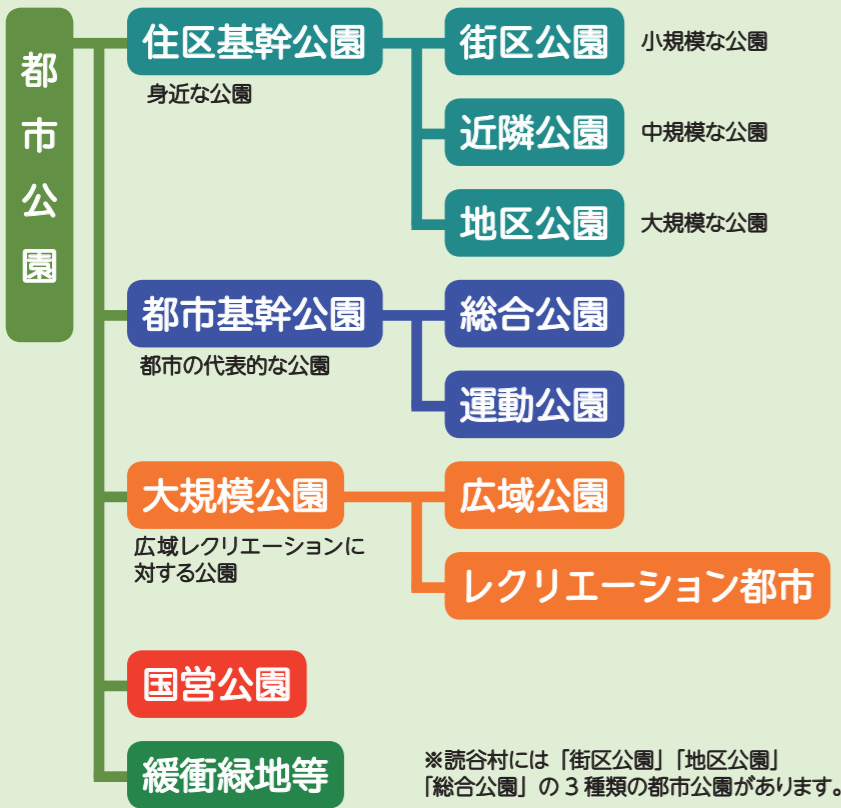 都市公園
住区基幹公園
身近な公園
街区公園
小規模な公園
近隣公園
中規模な公園
地区公園
大規模な公園
都市基幹公園
都市の代表的な公園
総合公園
運動公園
大規模公園
広域レクリエーションに
対する公園
広域公園
レクリエーション都市
国営公園
緩衝緑地等
※読谷村には「街区公園」「地区公園」
「総合公園」の3種類の都市公園があります。